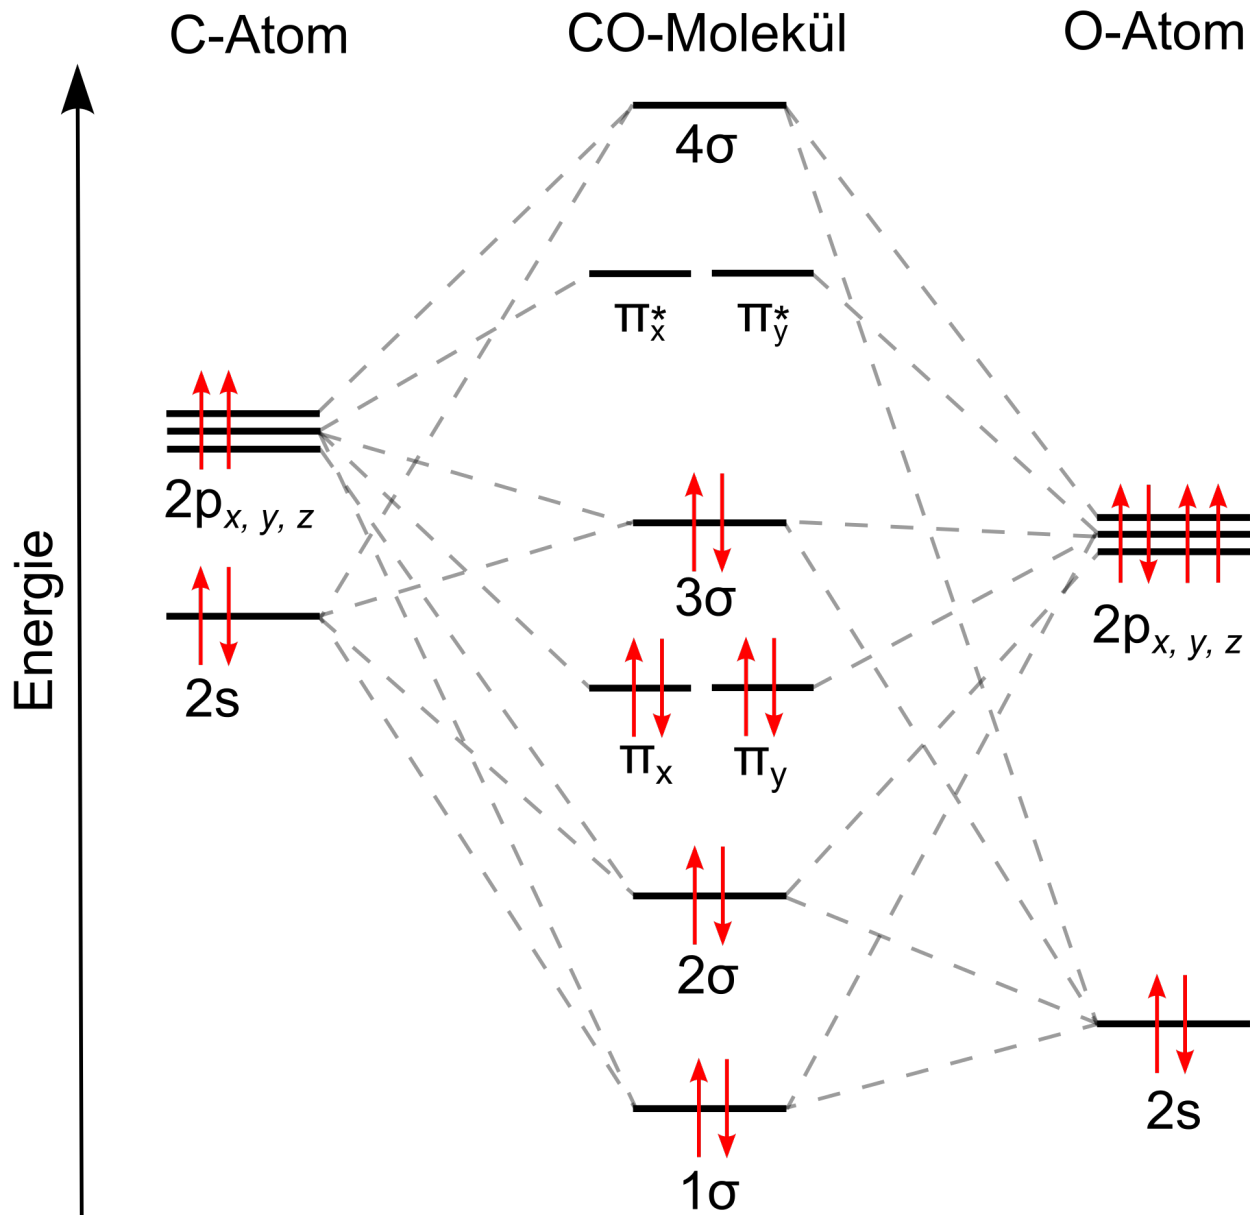 C-Atom
CO-Molekül
O-Atom
Energie
4σ
π*x
π*y
2px, y, z
3σ
2px, y, z
2s
πx
πy
2σ
2s
1σ